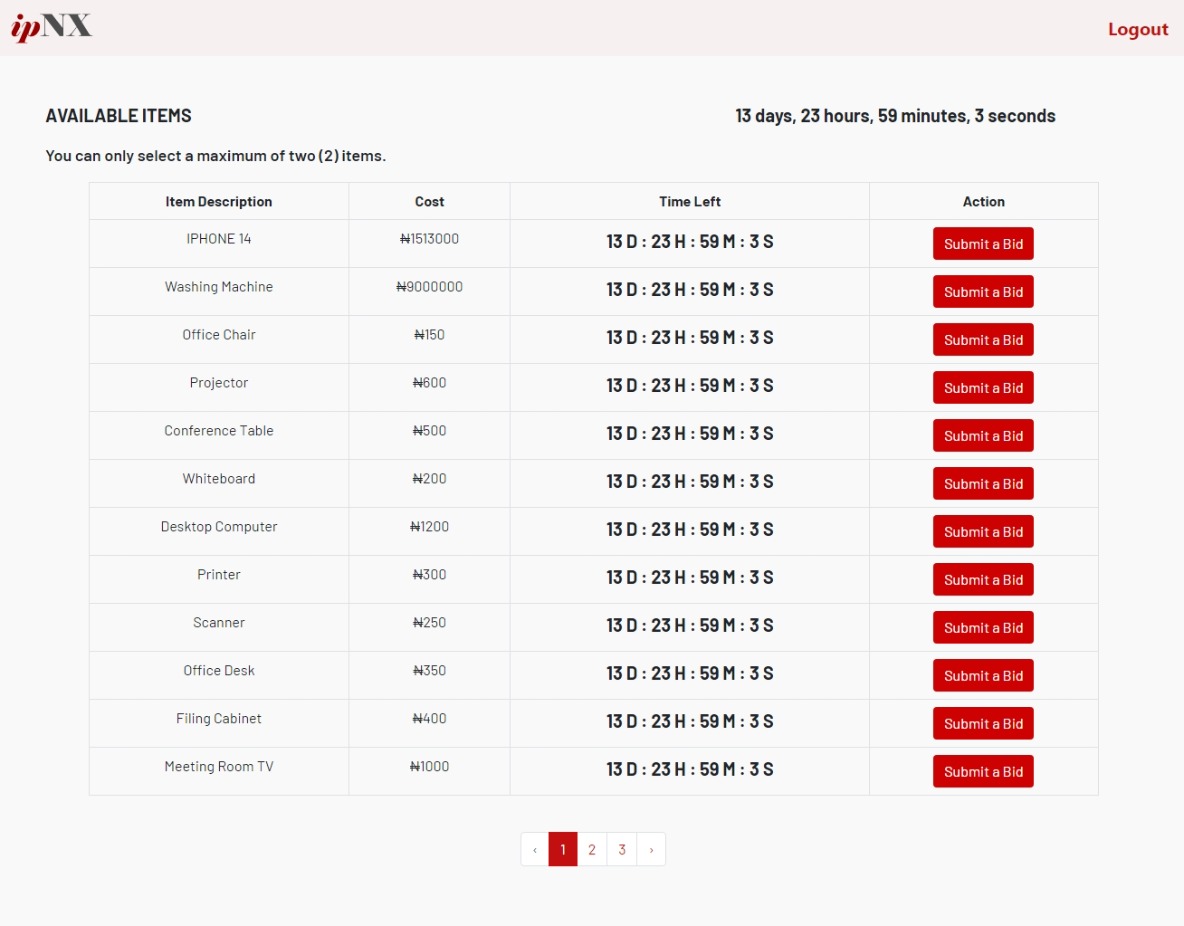 ipNX
Logout
AVAILABLE ITEMS
13 days, 23 hours, 59 minutes, 3 seconds
You can only select a maximum of two (2) items.
Item Description Cost Time Left Action
IPHONE 14 ₦1513000 13 D : 23 H : 59 M : 3 S Submit a Bid
Washing Machine ₦9000000 13 D : 23 H : 59 M : 3 S Submit a Bid
Office Chair ₦150 13 D : 23 H : 59 M : 3 S Submit a Bid
Projector ₦600 13 D : 23 H : 59 M : 3 S Submit a Bid
Conference Table ₦500 13 D : 23 H : 59 M : 3 S Submit a Bid
Whiteboard ₦200 13 D : 23 H : 59 M : 3 S Submit a Bid
Desktop Computer ₦1200 13 D : 23 H : 59 M : 3 S Submit a Bid
Printer ₦300 13 D : 23 H : 59 M : 3 S Submit a Bid
Scanner ₦250 13 D : 23 H : 59 M : 3 S Submit a Bid
Office Desk ₦350 13 D : 23 H : 59 M : 3 S Submit a Bid
Filing Cabinet ₦400 13 D : 23 H : 59 M : 3 S Submit a Bid
Meeting Room TV ₦1000 13 D : 23 H : 59 M : 3 S Submit a Bid
‹ 1 2 3 ›